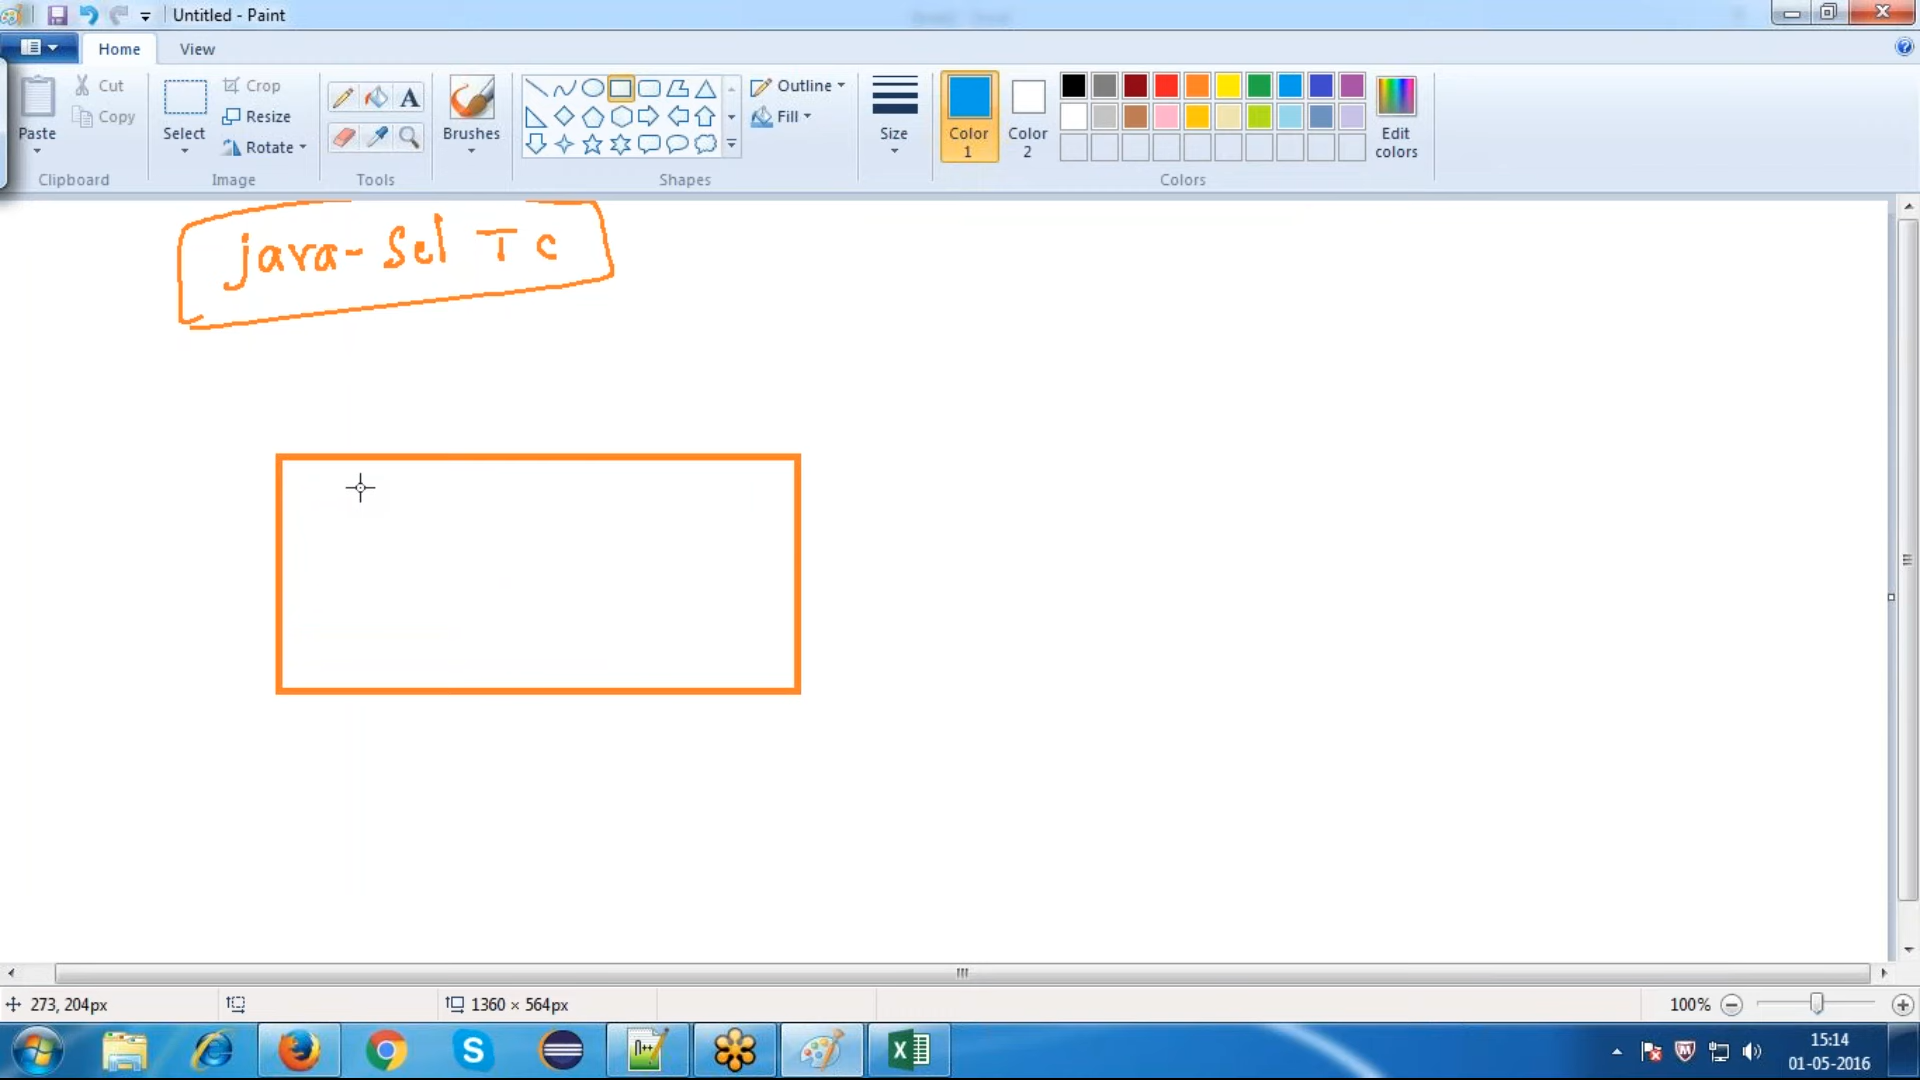 Untitled - Paint
Home View
Paste
Cut
Copy
Clipboard
Select
Crop
Resize
Rotate
Image
Tools
Brushes
Shapes
Outline
Fill
Size
Color 1
Color 2
Edit colors
Colors
java-Sel T c
273, 204px
1360 × 564px
100%
15:14
01-05-2016